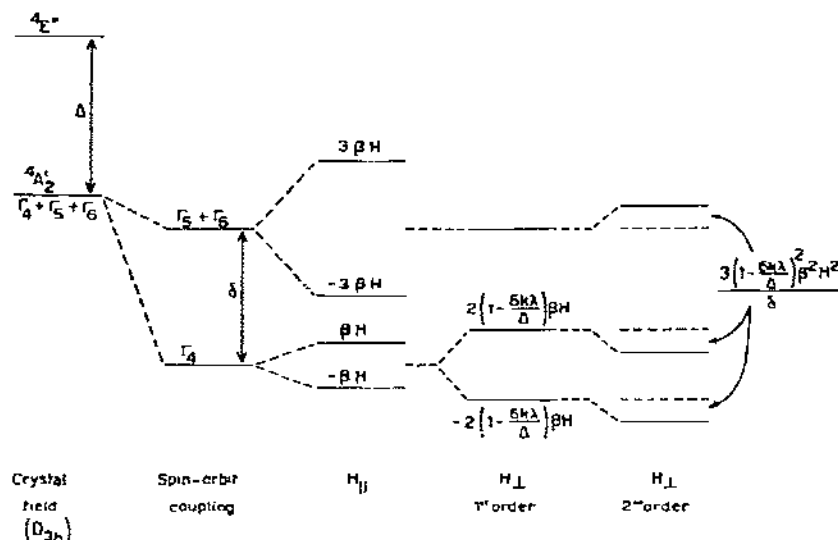 ⁴E"
Δ
⁴A₂'
Γ₄ + Γ₅ + Γ₆
Γ₅ + Γ₆
δ
Γ₄
3 β H
-3 β H
β H
-β H
2(1 - 6kλ/Δ)βH
-2(1 - 6kλ/Δ)βH
3(1 - 6kλ/Δ)²β²H²
δ
Crystal
field
(D₃ₕ)
Spin-orbit
coupling
H||
H⊥
1ˢᵗ order
H⊥
2ⁿᵈ order